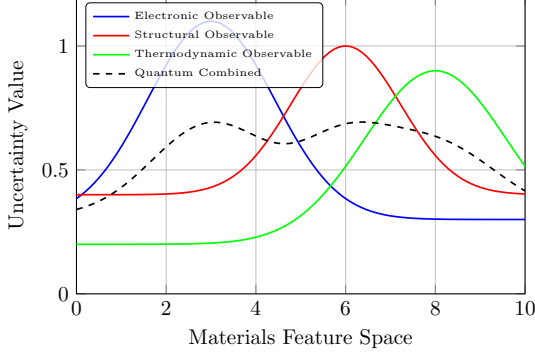 Electronic Observable
Structural Observable
Thermodynamic Observable
Quantum Combined
Uncertainty Value
1
0.5
0
0 2 4 6 8 10
Materials Feature Space